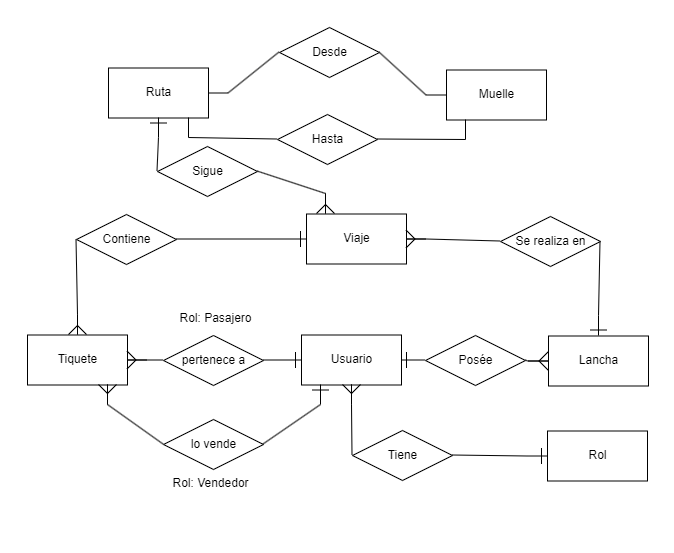 Desde
Ruta
Muelle
Hasta
Sigue
Contiene
Viaje
Se realiza en
Rol: Pasajero
Tiquete
pertenece a
Usuario
Posée
Lancha
lo vende
Tiene
Rol
Rol: Vendedor